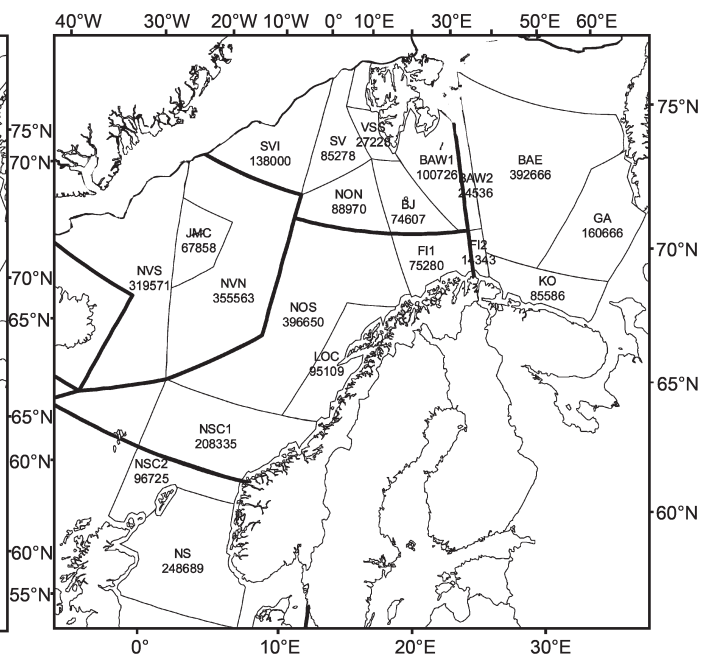 40°W 30°W 20°W 10°W 0° 10°E 30°E 50°E 60°E
75°N
70°N
70°N
65°N
65°N
60°N
60°N
55°N
75°N
70°N
65°N
60°N
SVI
138000
SV
85278
VSS
27228
BAW1
100726
BAW2
24536
BAE
392666
NON
88970
BJ
74607
GA
160666
JMC
67858
FI1
75280
FI2
14343
KO
85586
NVS
319571
NVN
355563
NOS
396650
LOC
95109
NSC1
208335
NSC2
96725
NS
248689
0° 10°E 20°E 30°E